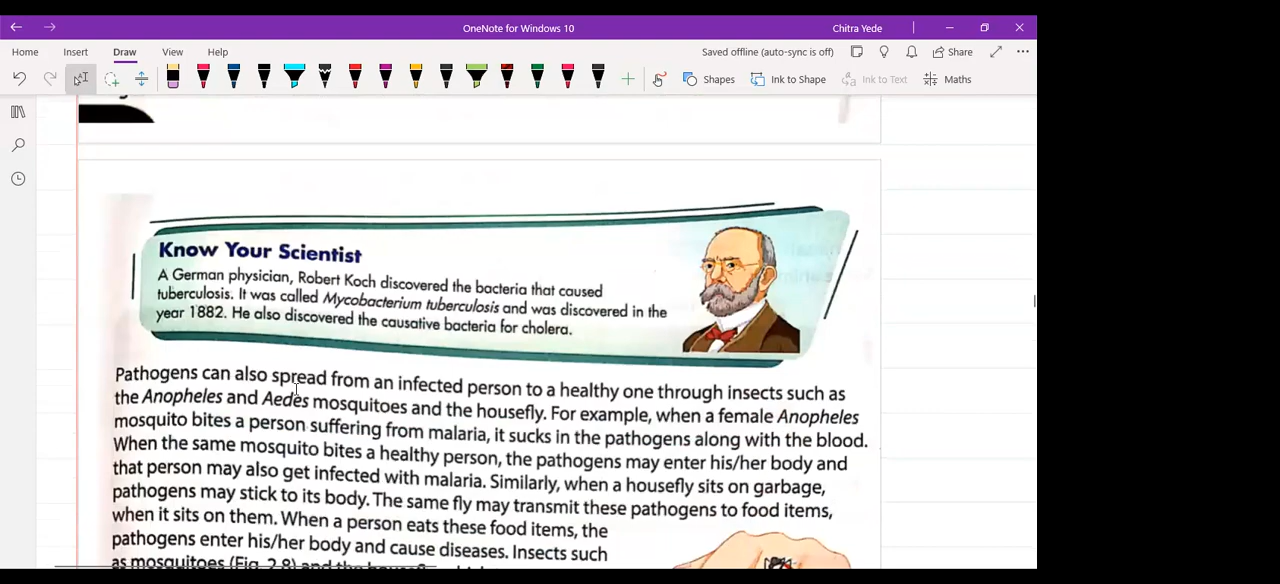 OneNote for Windows 10
Chitra Yede
Home Insert Draw View Help
Saved offline (auto-sync is off)
Share
Shapes
Ink to Shape
Ink to Text
Maths
Know Your Scientist
A German physician, Robert Koch discovered the bacteria that caused
tuberculosis. It was called Mycobacterium tuberculosis and was discovered in the
year 1882. He also discovered the causative bacteria for cholera.
Pathogens can also spread from an infected person to a healthy one through insects such as
the Anopheles and Aedes mosquitoes and the housefly. For example, when a female Anopheles
mosquito bites a person suffering from malaria, it sucks in the pathogens along with the blood.
When the same mosquito bites a healthy person, the pathogens may enter his/her body and
that person may also get infected with malaria. Similarly, when a housefly sits on garbage,
pathogens may stick to its body. The same fly may transmit these pathogens to food items,
when it sits on them. When a person eats these food items, the
pathogens enter his/her body and cause diseases. Insects such
as mosquitoes (Fig. 2.8) and the